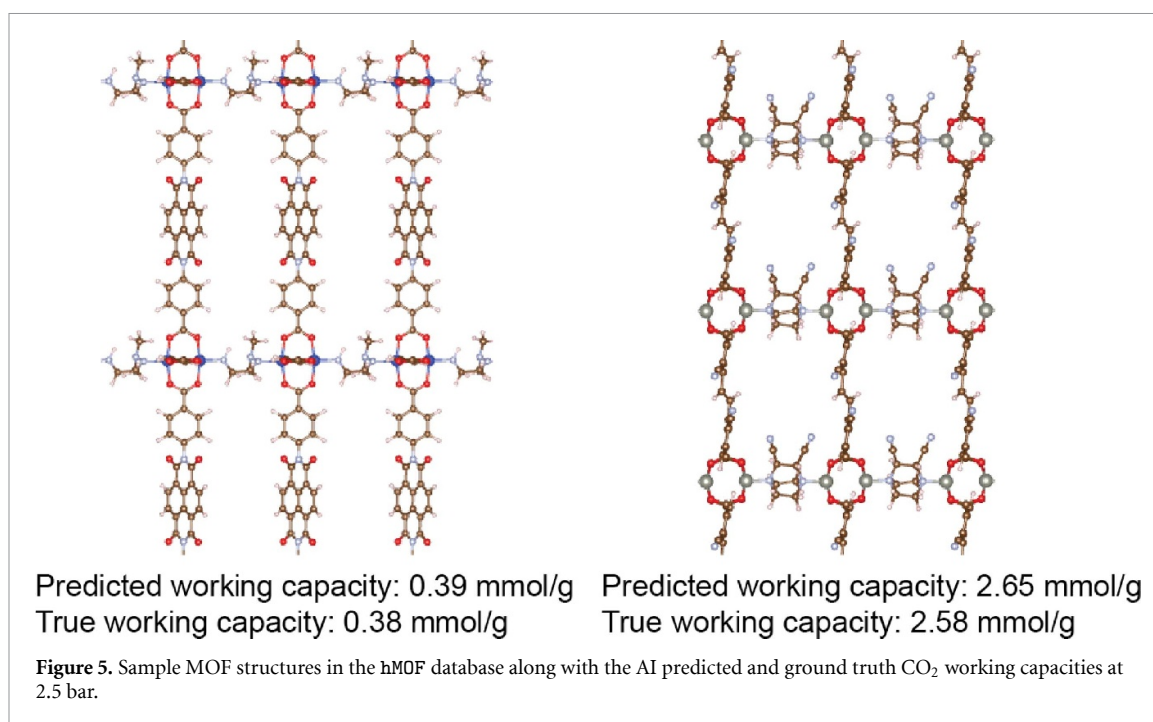 Predicted working capacity: 0.39 mmol/g
True working capacity: 0.38 mmol/g
Predicted working capacity: 2.65 mmol/g
True working capacity: 2.58 mmol/g
Figure 5. Sample MOF structures in the hMOF database along with the AI predicted and ground truth CO₂ working capacities at
2.5 bar.